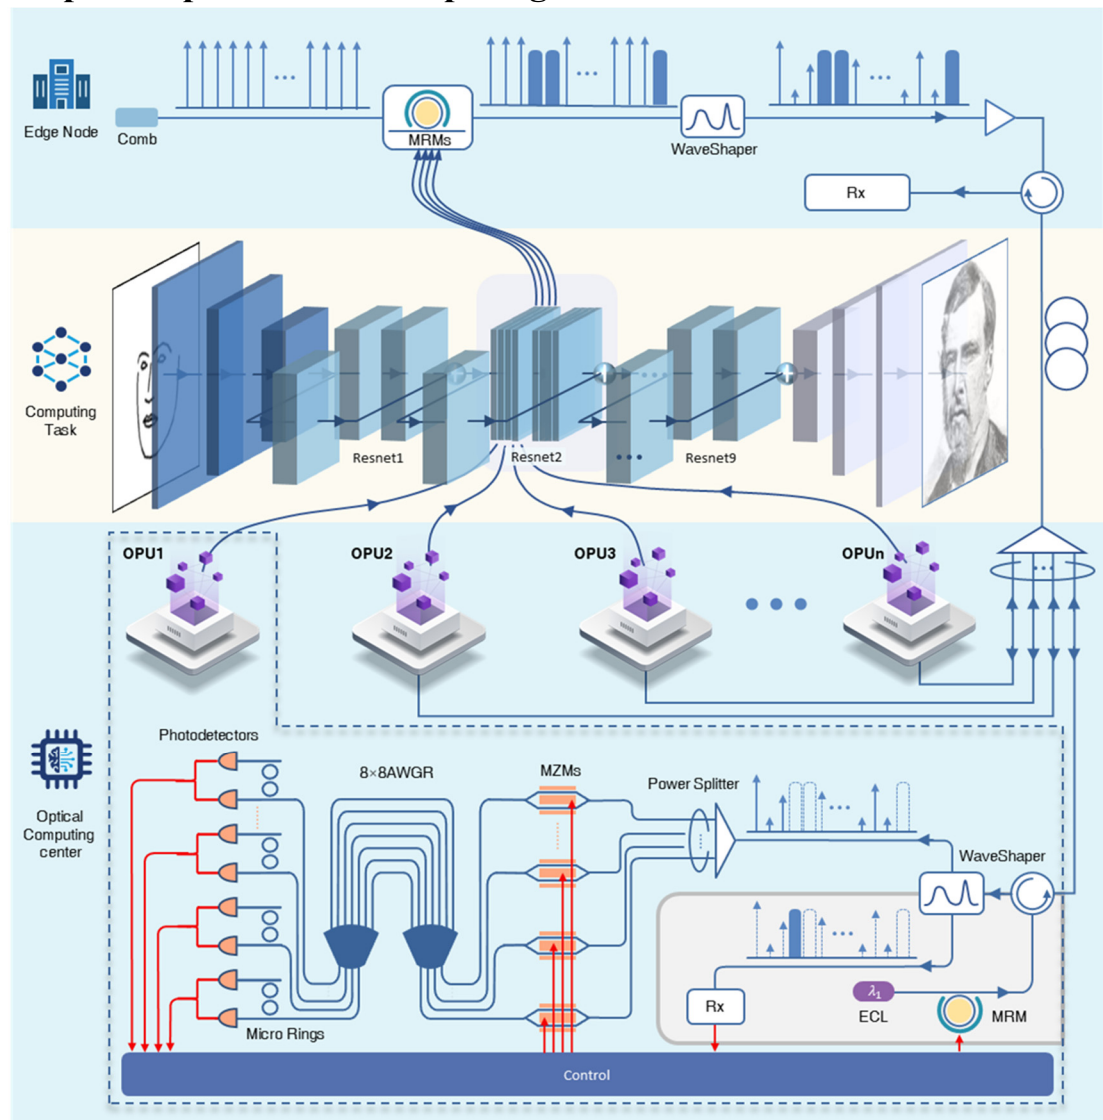 Edge Node
Comb
MRMs
WaveShaper
Rx
Computing
Task
Resnet1
Resnet2
Resnet9
OPU1
OPU2
OPU3
OPUn
Optical
Computing
center
Photodetectors
8×8AWGR
MZMs
Power Splitter
WaveShaper
Micro Rings
Rx
λ1
ECL
MRM
Control